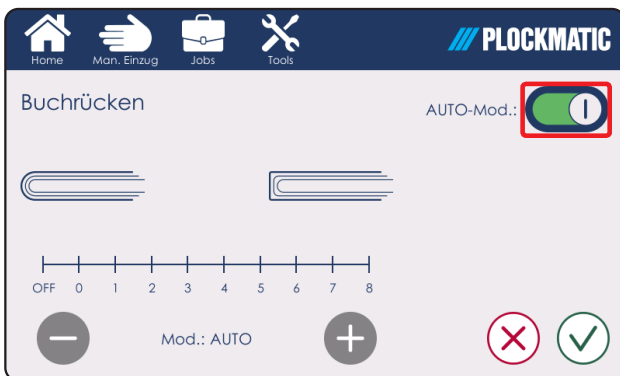 Home Man. Einzug Jobs Tools PLOCKMATIC
Buchrücken AUTO-Mod.:
OFF 0 1 2 3 4 5 6 7 8
Mod.: AUTO